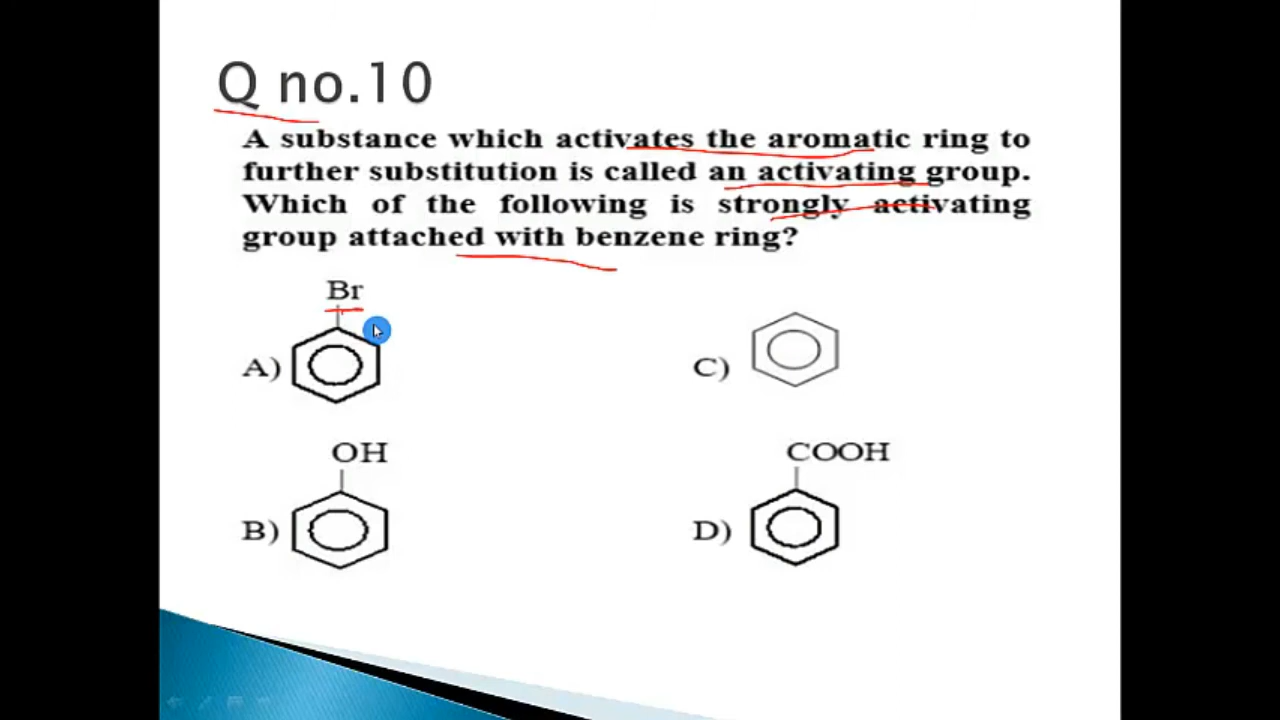 Q no.10
A substance which activates the aromatic ring to
further substitution is called an activating group.
Which of the following is strongly activating
group attached with benzene ring?
Br
A)
C)
OH
B)
COOH
D)